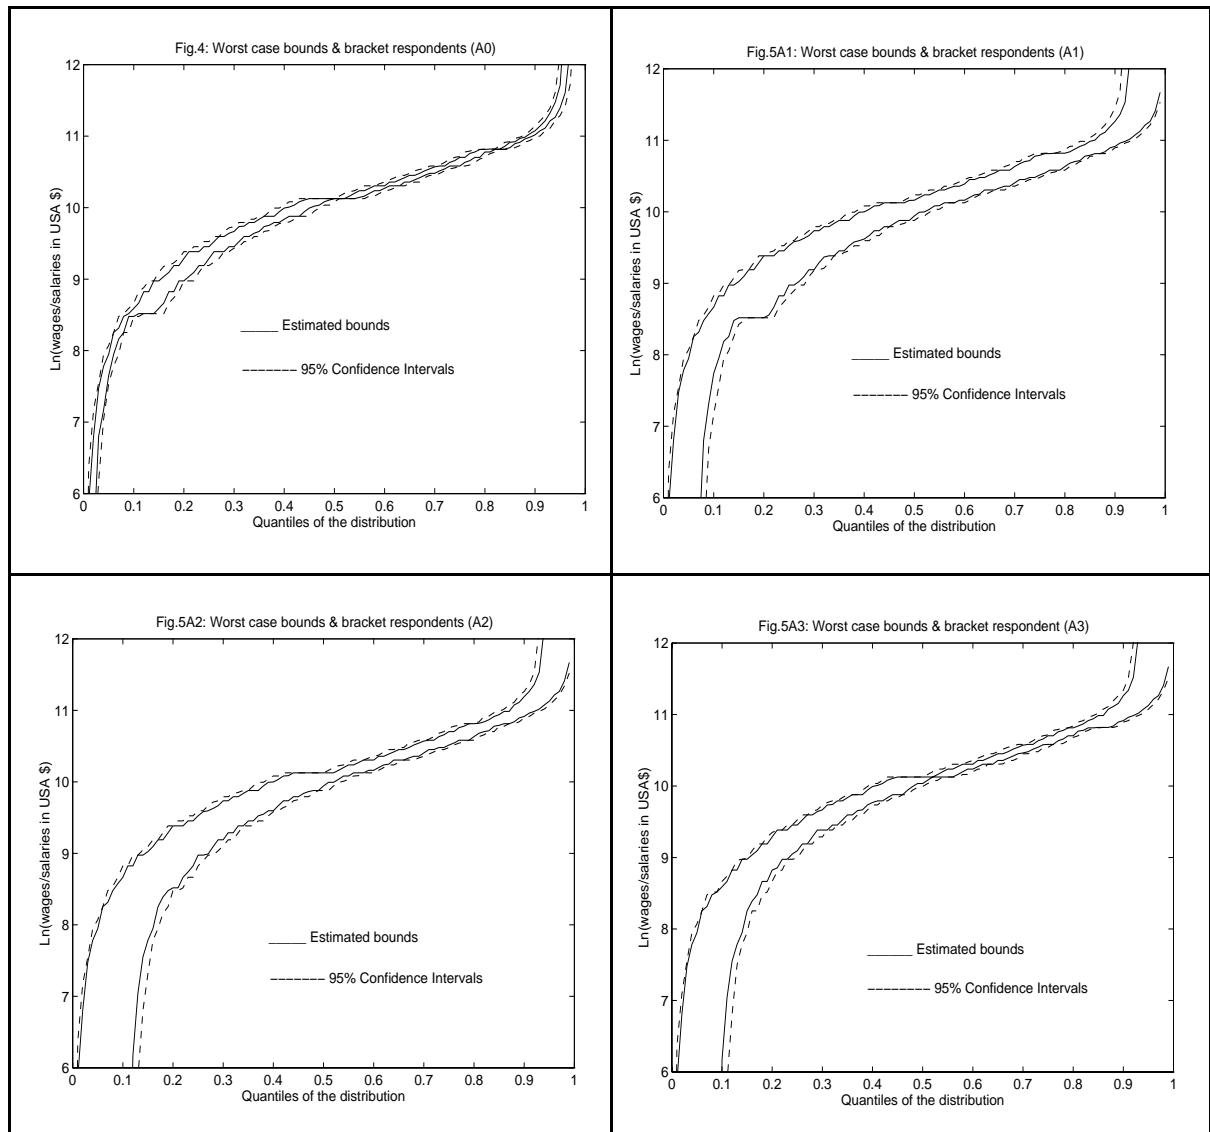 Fig.4: Worst case bounds & bracket respondents (A0)
12
11
10
9
8
7
6
Ln(wages/salaries in USA $)
_____ Estimated bounds
------- 95% Confidence Intervals
0 0.1 0.2 0.3 0.4 0.5 0.6 0.7 0.8 0.9 1
Quantiles of the distribution
Fig.5A1: Worst case bounds & bracket respondents (A1)
12
11
10
9
8
7
6
Ln(wages/salaries in USA $)
_____ Estimated bounds
------- 95% Confidence Intervals
0 0.1 0.2 0.3 0.4 0.5 0.6 0.7 0.8 0.9 1
Quantiles of the distribution
Fig.5A2: Worst case bounds & bracket respondents (A2)
12
11
10
9
8
7
6
Ln(wages/salaries in USA $)
_____ Estimated bounds
------- 95% Confidence Intervals
0 0.1 0.2 0.3 0.4 0.5 0.6 0.7 0.8 0.9 1
Quantiles of the distribution
Fig.5A3: Worst case bounds & bracket respondent (A3)
12
11
10
9
8
7
6
Ln(wages/salaries in USA$)
______ Estimated bounds
-------- 95% Confidence Intervals
0 0.1 0.2 0.3 0.4 0.5 0.6 0.7 0.8 0.9 1
Quantiles of the distribution